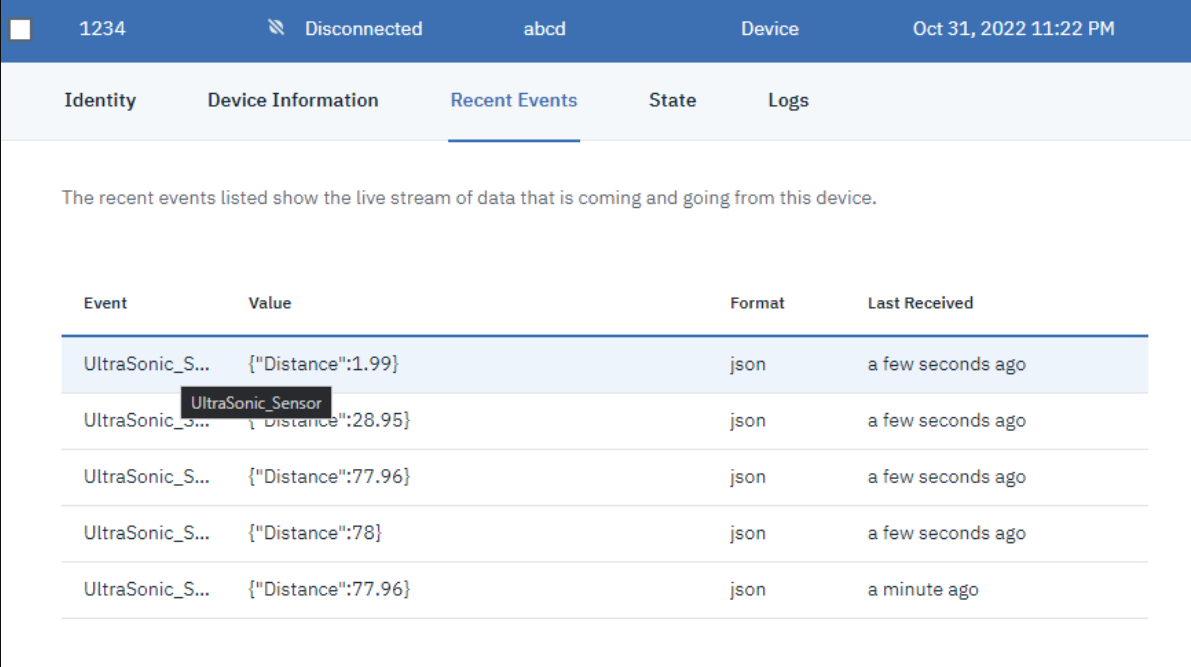 1234 Disconnected abcd Device Oct 31, 2022 11:22 PM
Identity Device Information Recent Events State Logs
The recent events listed show the live stream of data that is coming and going from this device.
Event Value Format Last Received
UltraSonic_S... {"Distance":1.99} json a few seconds ago
UltraSonic_Sensor
UltraSonic_S... {"Distance":28.95} json a few seconds ago
UltraSonic_S... {"Distance":77.96} json a few seconds ago
UltraSonic_S... {"Distance":78} json a few seconds ago
UltraSonic_S... {"Distance":77.96} json a minute ago